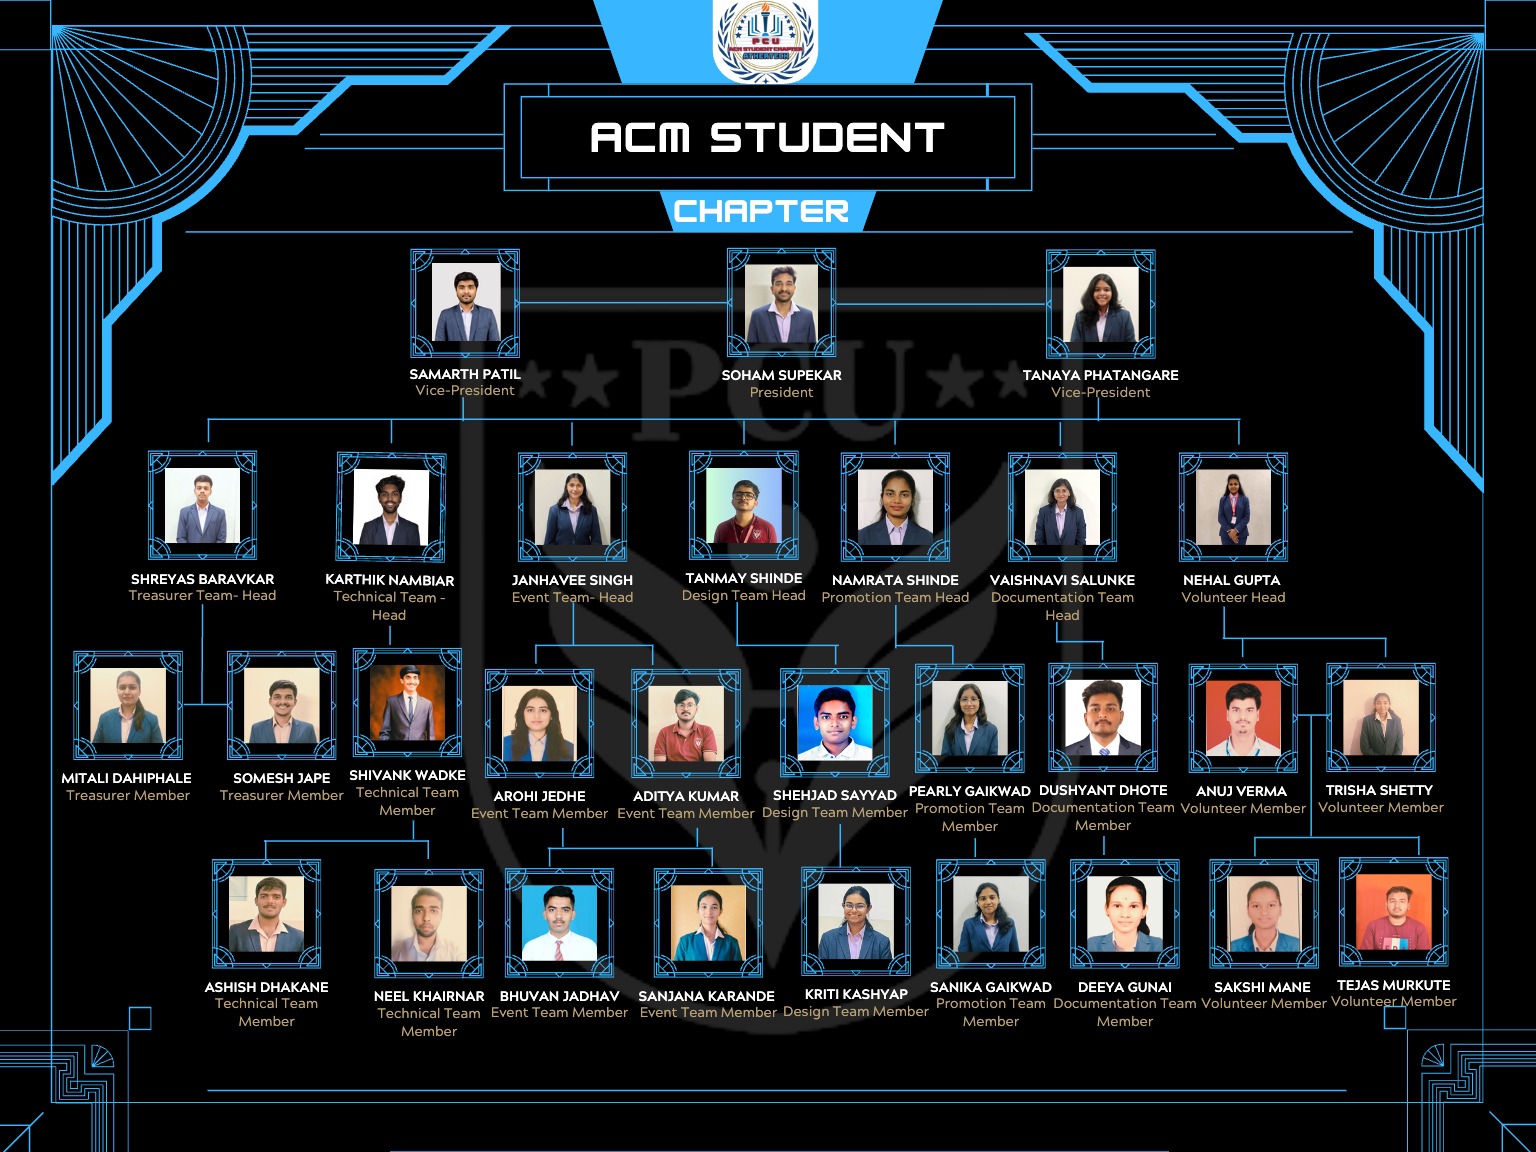 PCU
ACM STUDENT CHAPTER
ACM STUDENT
CHAPTER
PCU
SAMARTH PATIL
Vice-President
SOHAM SUPEKAR
President
TANAYA PHATANGARE
Vice-President
SHREYAS BARAVKAR
Treasurer Team- Head
KARTHIK NAMBIAR
Technical Team -
Head
JANHAVEE SINGH
Event Team- Head
TANMAY SHINDE
Design Team Head
NAMRATA SHINDE
Promotion Team Head
VAISHNAVI SALUNKE
Documentation Team
Head
NEHAL GUPTA
Volunteer Head
MITALI DAHIPHALE
Treasurer Member
SOMESH JAPE
Treasurer Member
SHIVANK WADKE
Technical Team
Member
AROHI JEDHE
Event Team Member
ADITYA KUMAR
Event Team Member
SHEHJAD SAYYAD
Design Team Member
PEARLY GAIKWAD
Promotion Team
Member
DUSHYANT DHOTE
Documentation Team
Member
ANUJ VERMA
Volunteer Member
TRISHA SHETTY
Volunteer Member
ASHISH DHAKANE
Technical Team
Member
NEEL KHAIRNAR
Technical Team
Member
BHUVAN JADHAV
Event Team Member
SANJANA KARANDE
Event Team Member
KRITI KASHYAP
Design Team Member
SANIKA GAIKWAD
Promotion Team
Member
DEEYA GUNAI
Documentation Team
Member
SAKSHI MANE
Volunteer Member
TEJAS MURKUTE
Volunteer Member